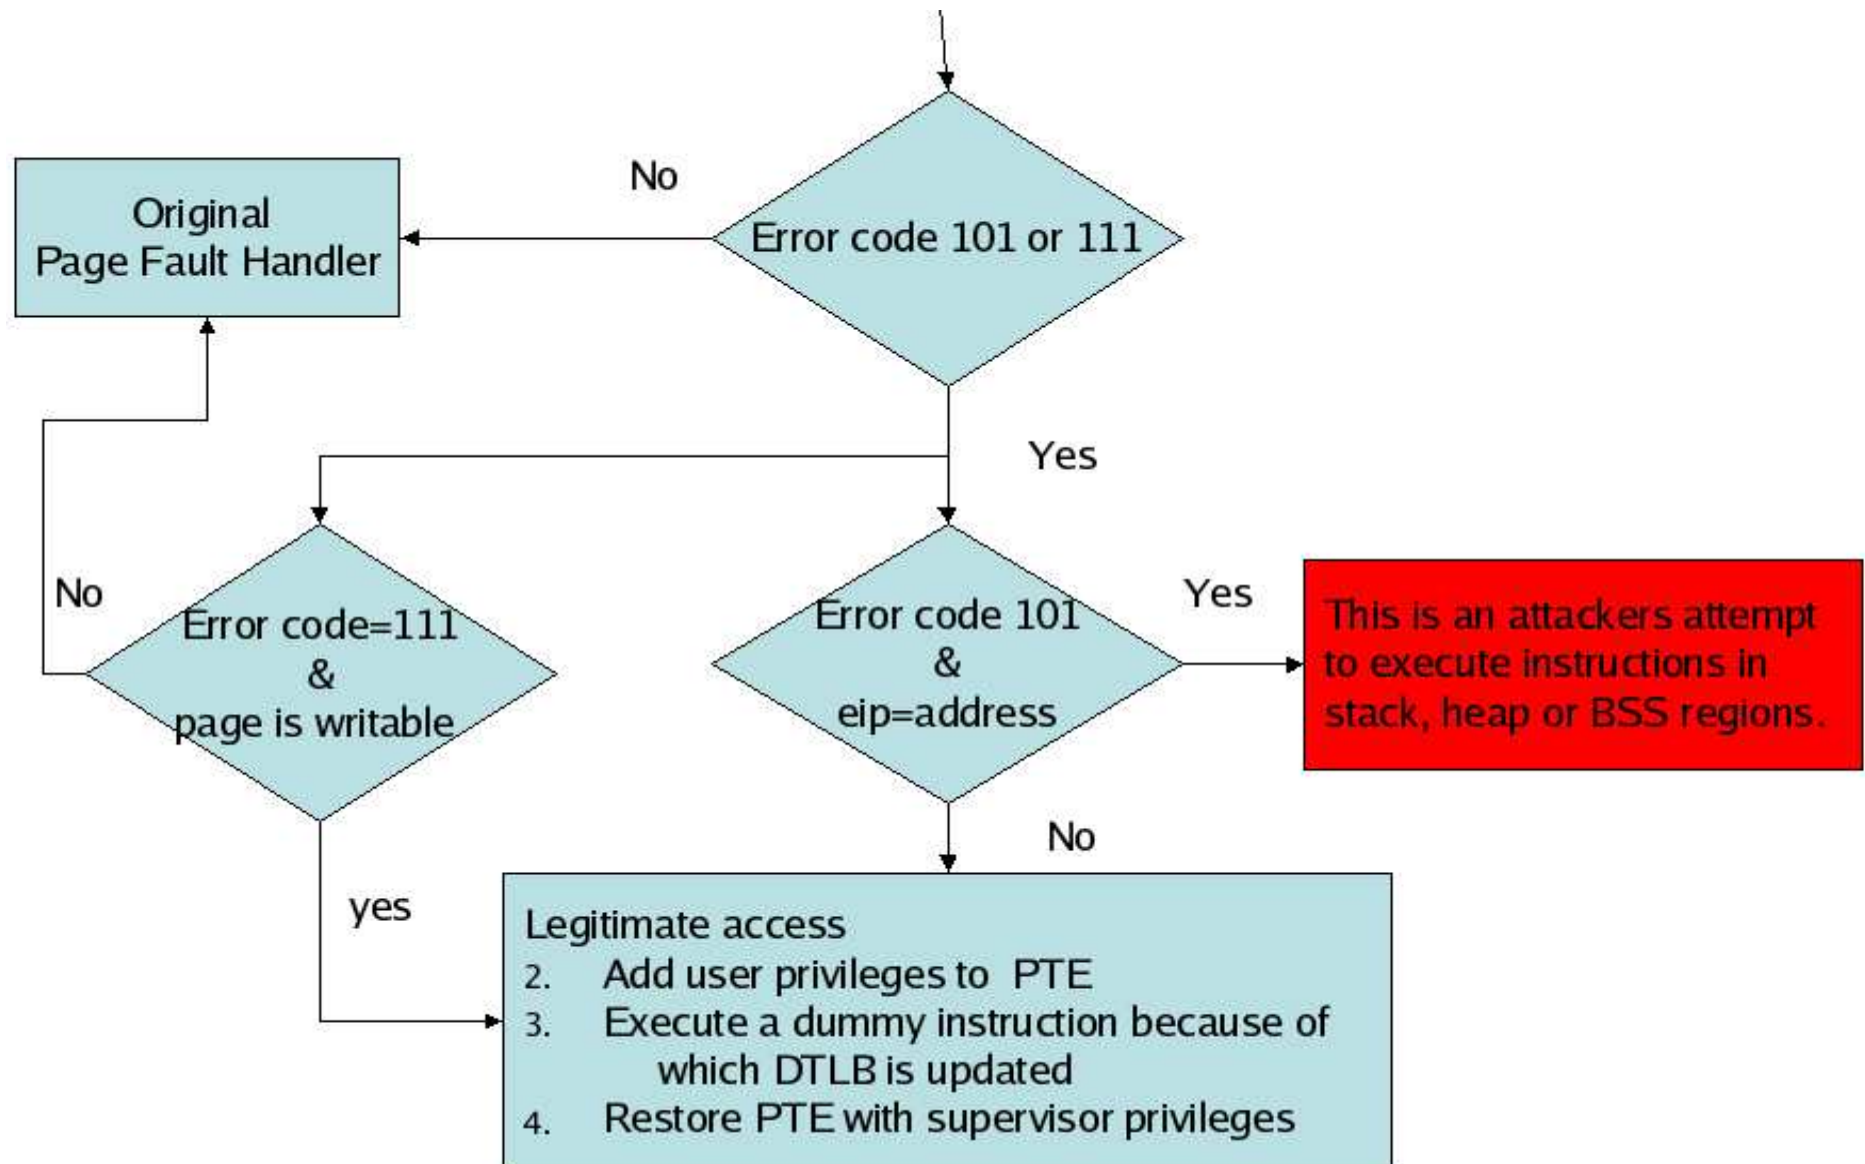 No
Original
Page Fault Handler
Error code 101 or 111
Yes
No
Error code=111
&
page is writable
Error code 101
&
eip=address
Yes
This is an attackers attempt
to execute instructions in
stack, heap or BSS regions.
No
yes
Legitimate access
2. Add user privileges to PTE
3. Execute a dummy instruction because of
which DTLB is updated
4. Restore PTE with supervisor privileges